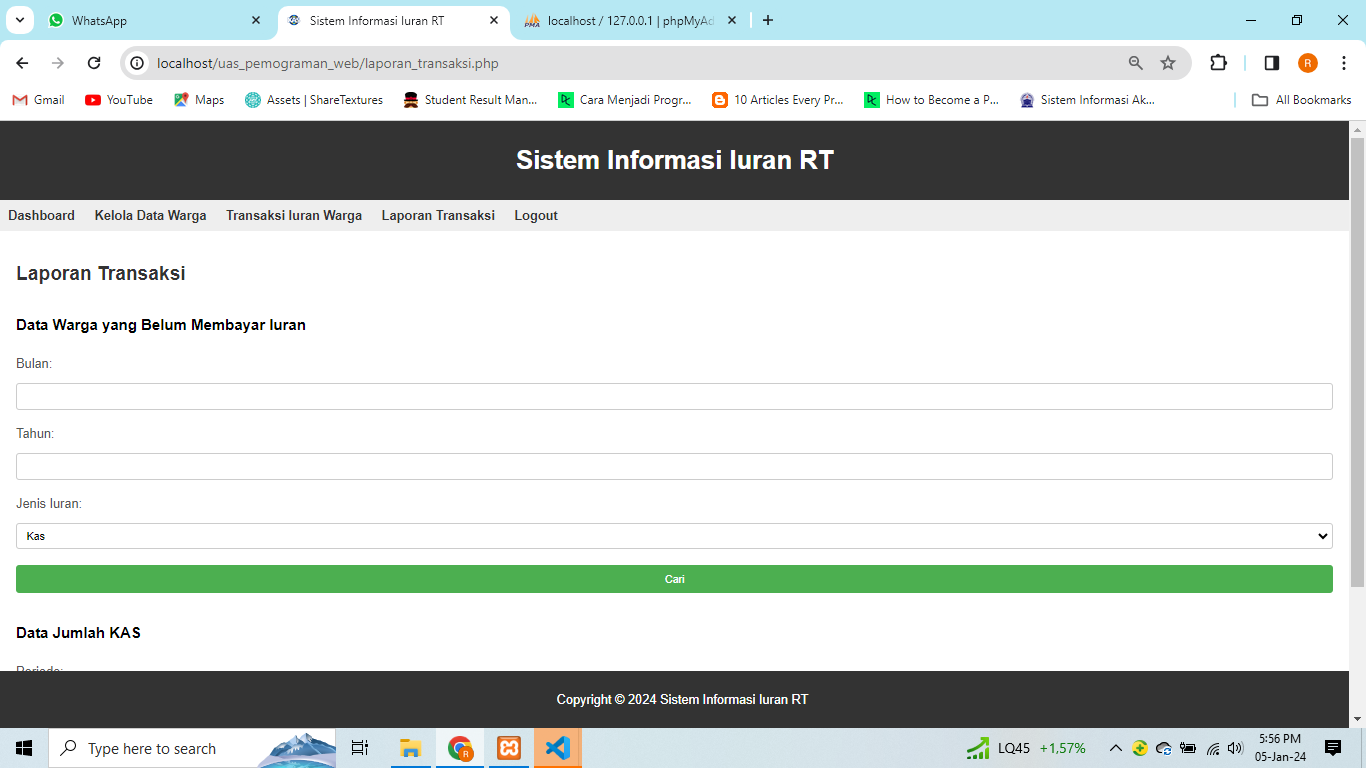 WhatsApp
Sistem Informasi Iuran RT
localhost / 127.0.0.1 | phpMyAd
localhost/uas_pemograman_web/laporan_transaksi.php
R
Gmail
YouTube
Maps
Assets | ShareTextures
Student Result Man...
Cara Menjadi Progr...
10 Articles Every Pr...
How to Become a P...
Sistem Informasi Ak...
All Bookmarks
Sistem Informasi Iuran RT
Dashboard Kelola Data Warga Transaksi Iuran Warga Laporan Transaksi Logout
Laporan Transaksi
Data Warga yang Belum Membayar Iuran
Bulan:
Tahun:
Jenis Iuran:
Kas
Cari
Data Jumlah KAS
Periode:
Copyright © 2024 Sistem Informasi Iuran RT
Type here to search
LQ45 +1,57%
5:56 PM
05-Jan-24